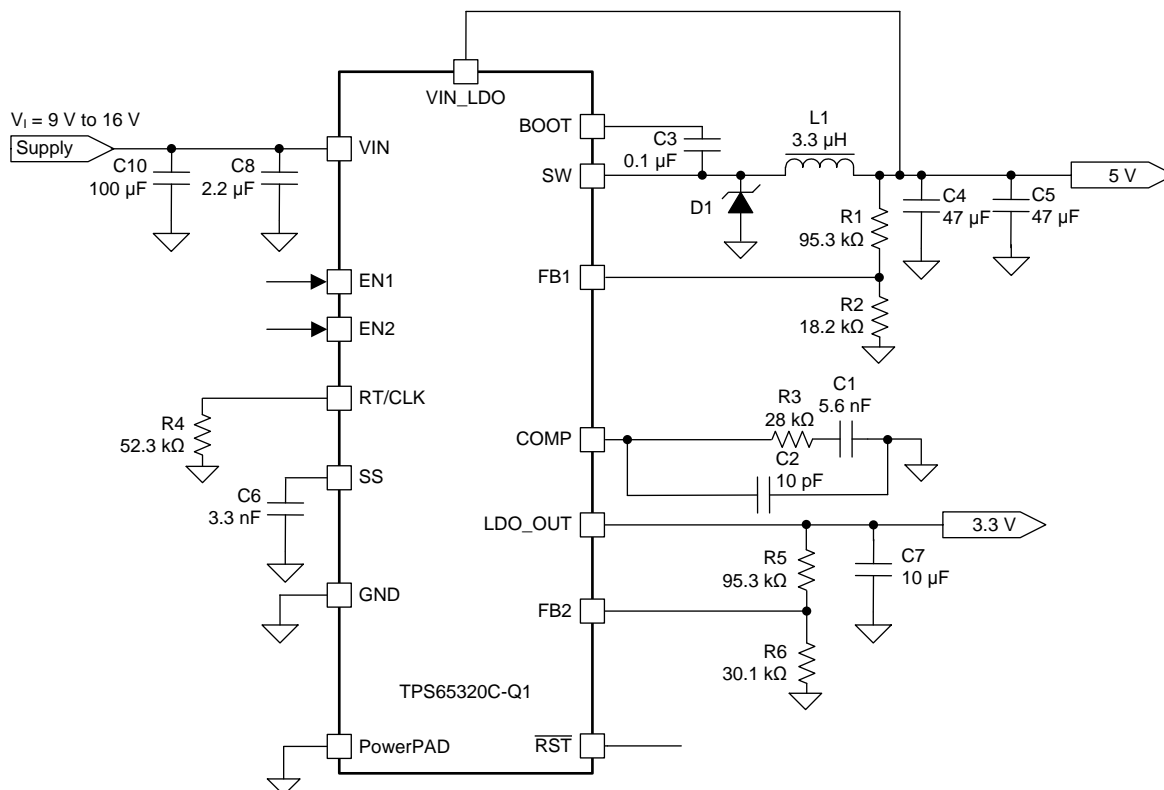 VIN_LDO
V_I = 9 V to 16 V
Supply
C10
100 µF
C8
2.2 µF
VIN
BOOT
C3
0.1 µF
L1
3.3 µH
SW
D1
5 V
R1
95.3 kΩ
C4
47 µF
C5
47 µF
EN1
FB1
EN2
R2
18.2 kΩ
RT/CLK
R4
52.3 kΩ
COMP
R3
28 kΩ
C1
5.6 nF
C2
10 pF
SS
C6
3.3 nF
LDO_OUT
3.3 V
R5
95.3 kΩ
C7
10 µF
GND
FB2
R6
30.1 kΩ
TPS65320C-Q1
PowerPAD
RST